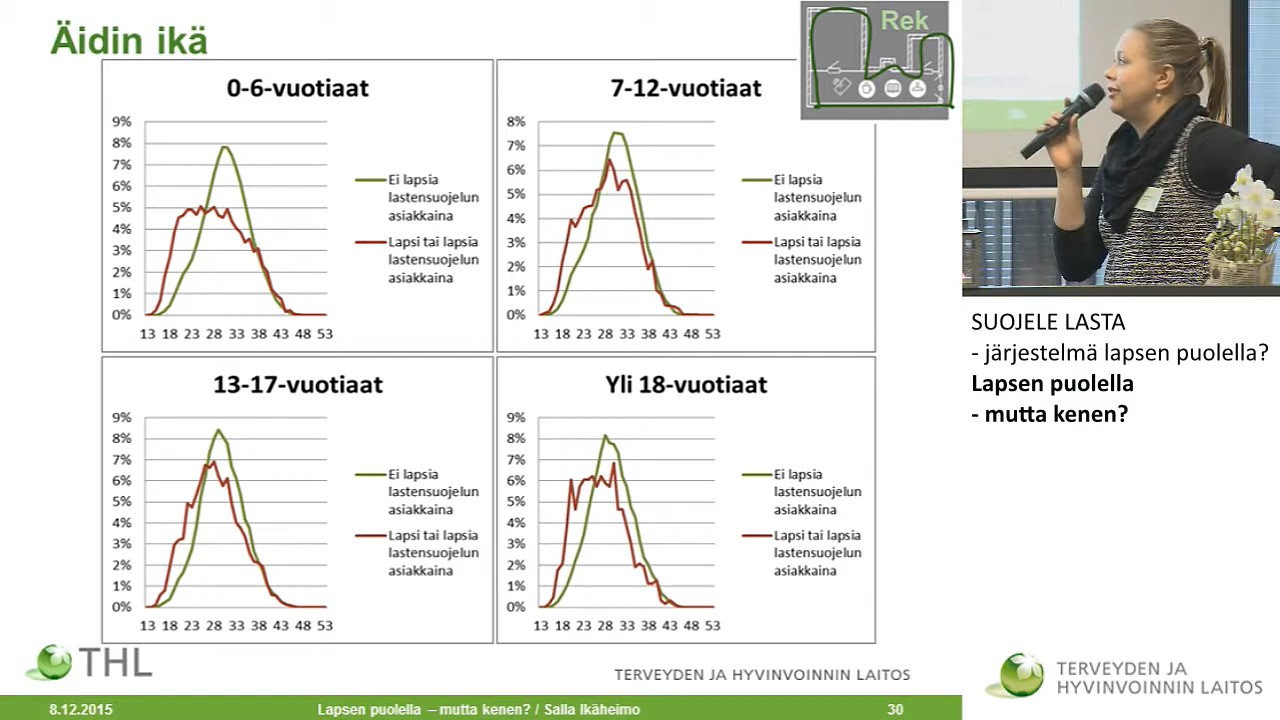 Äidin ikä
Rek
0-6-vuotiaat
9%
8%
7%
6%
5%
4%
3%
2%
1%
0%
13 18 23 28 33 38 43 48 53
Ei lapsia
lastensuojelun
asiakkaina
Lapsi tai lapsia
lastensuojelun
asiakkaina
7-12-vuotiaat
8%
7%
6%
5%
4%
3%
2%
1%
0%
13 18 23 28 33 38 43 48 53
Ei lapsia
lastensuojelun
asiakkaina
Lapsi tai lapsia
lastensuojelun
asiakkaina
13-17-vuotiaat
9%
8%
7%
6%
5%
4%
3%
2%
1%
0%
13 18 23 28 33 38 43 48 53
Ei lapsia
lastensuojelun
asiakkaina
Lapsi tai lapsia
lastensuojelun
asiakkaina
Yli 18-vuotiaat
9%
8%
7%
6%
5%
4%
3%
2%
1%
0%
13 18 23 28 33 38 43 48 53
Ei lapsia
lastensuojelun
asiakkaina
Lapsi tai lapsia
lastensuojelun
asiakkaina
THL
TERVEYDEN JA HYVINVOINNIN LAITOS
8.12.2015
Lapsen puolella – mutta kenen? / Salla Ikäheimo
30
SUOJELE LASTA
- järjestelmä lapsen puolella?
Lapsen puolella
- mutta kenen?
TERVEYDEN JA
HYVINVOINNIN LAITOS